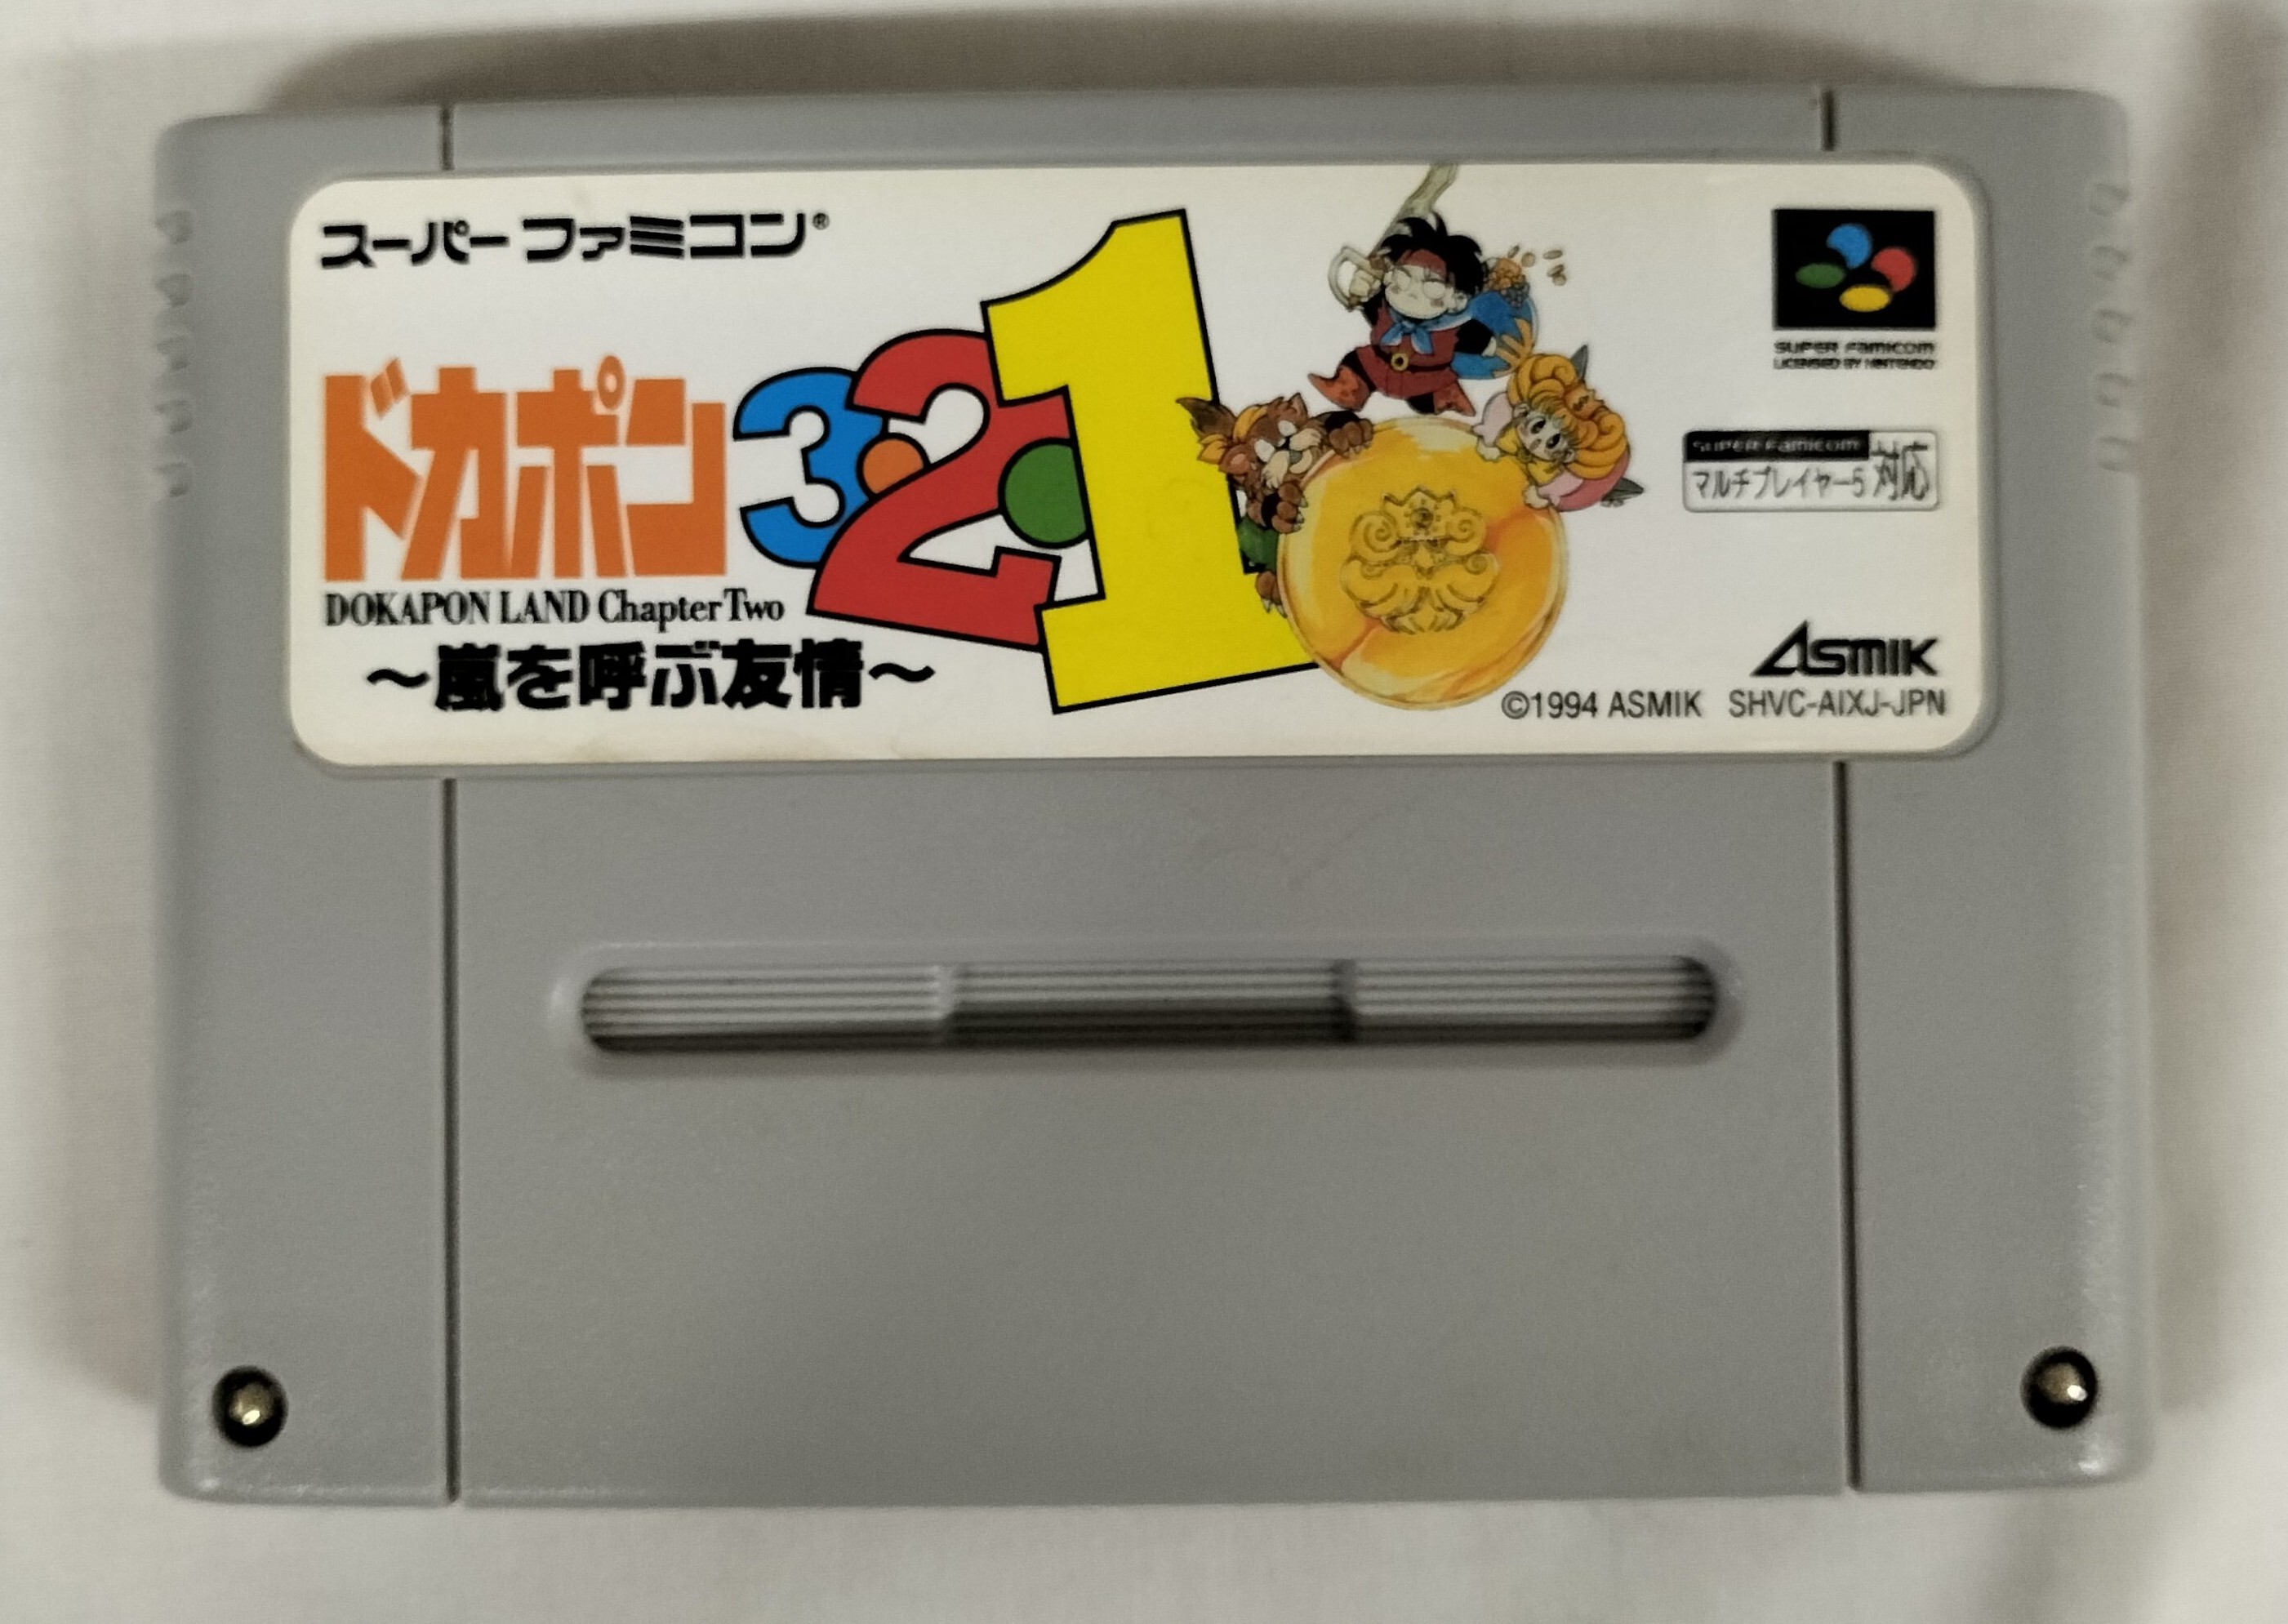 スーパーファミコン®
ドカポン3・2・1
DOKAPON LAND Chapter Two
〜嵐を呼ぶ友情〜
SUPER FAMICOM
LICENSED BY NINTENDO
SUPER FAMICOM
マルチプレイヤー5 対応
ASMIK
©1994 ASMIK SHVC-AIXJ-JPN